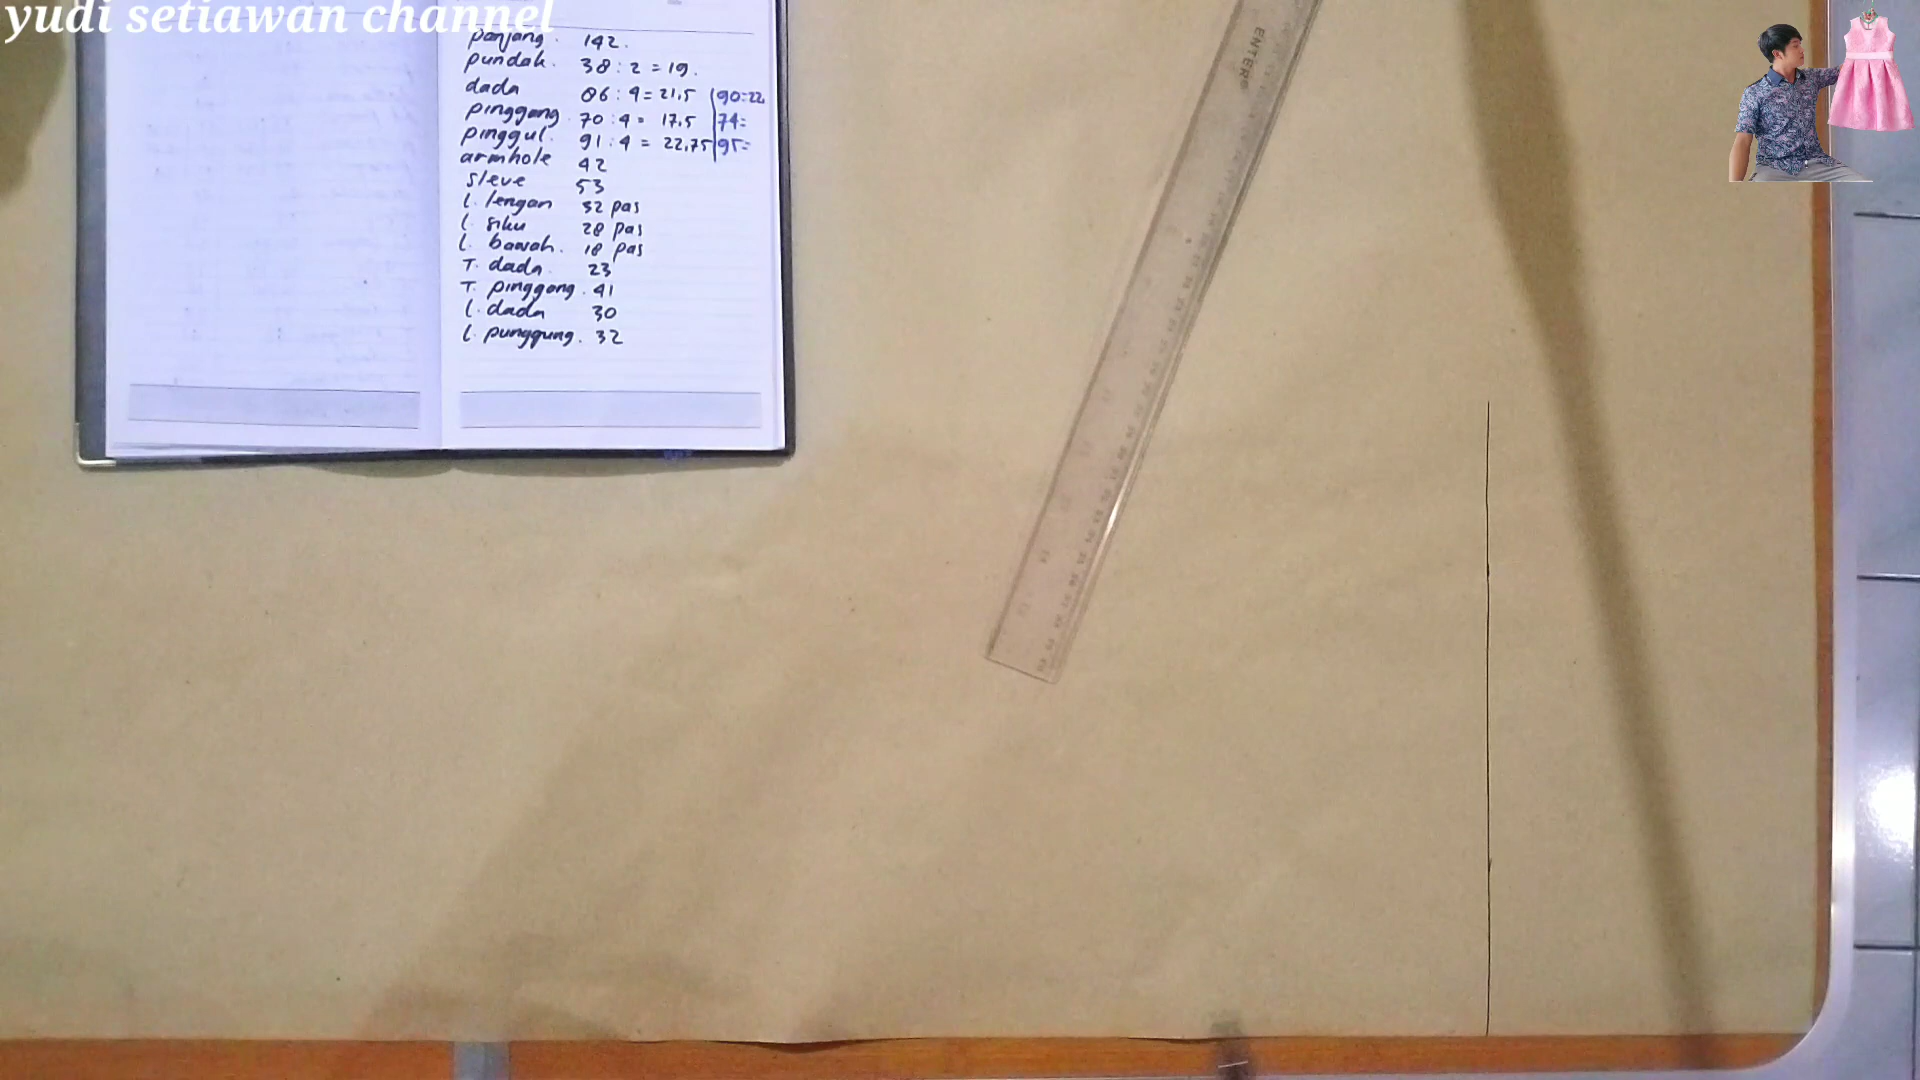 yudi setiawan channel
panjang. 142.
pundak. 38 : 2 = 19.
dada 86 : 4 = 21,5 | 90:22
pinggang 70 : 4 = 17,5 | 74=
pinggul. 91 : 4 = 22,75 | 95=
armhole 42
sleve 53
l. lengan 32 pas
l. siku 28 pas
l. bawah. 18 pas
T. dada. 23
T. pinggang. 41
l. dada 30
l. punggung. 32
ENTER